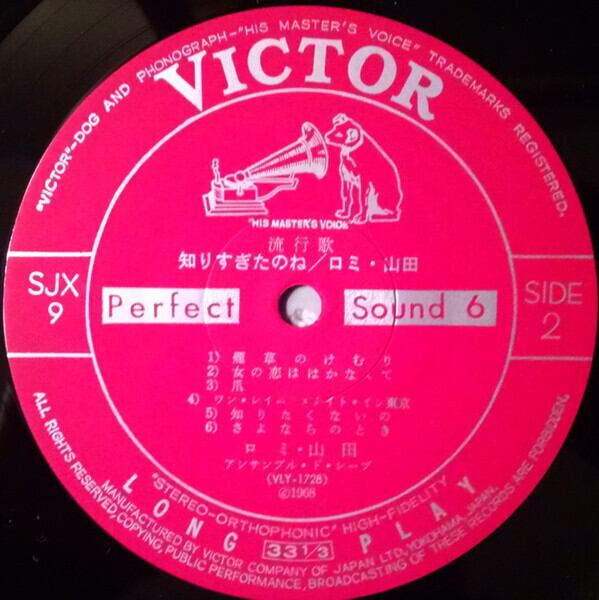 "VICTOR"-DOG AND PHONOGRAPH-"HIS MASTER'S VOICE" TRADEMARKS REGISTERED.
VICTOR
"HIS MASTER'S VOICE"
流行歌
知りすぎたのね/ロミ・山田
SJX
9
Perfect
Sound 6
SIDE
2
1) 煙草のけむり
2) 女の恋ははかなくて
3) 爪
4) ワン・レイニー・ナイト・イン・東京
5) 知りたくないの
6) さよならのとき
ロミ・山田
アンサンブル・ド・レーブ
(VLY-1728)
©1968
"STEREO-ORTHOPHONIC" HIGH-FIDELITY
LONG 33 1/3 PLAY
MANUFACTURED BY VICTOR COMPANY OF JAPAN LTD, YOKOHAMA, JAPAN.
ALL RIGHTS RESERVED, COPYING, PUBLIC PERFORMANCE, BROADCASTING OF THESE RECORDS ARE FORBIDDEN.